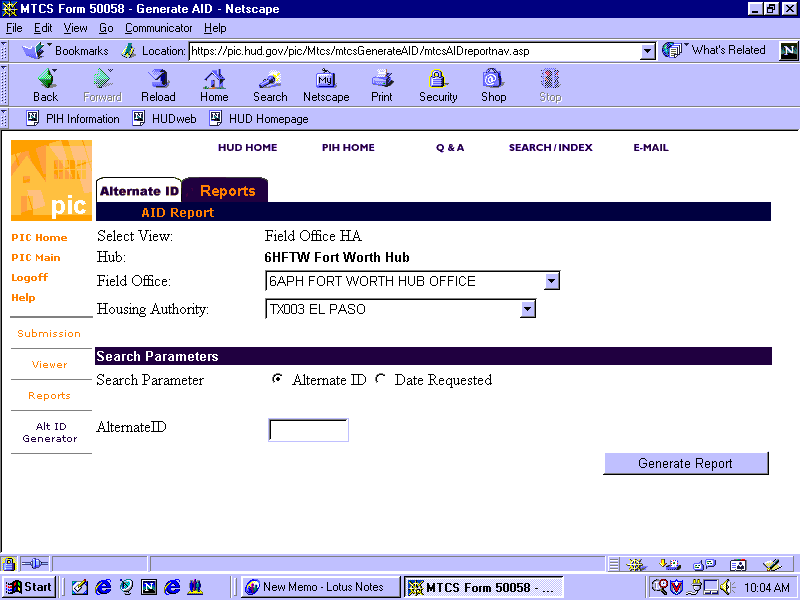 MTCS Form 50058 - Generate AID - Netscape
File Edit View Go Communicator Help
Bookmarks Location: https://pic.hud.gov/pic/Mtcs/mtcsGenerateAID/mtcsAIDreportnav.asp What's Related N
Back Forward Reload Home Search Netscape Print Security Shop Stop
PIH Information HUDweb HUD Homepage
HUD HOME PIH HOME Q & A SEARCH / INDEX E-MAIL
pic
Alternate ID Reports
AID Report
PIC Home
PIC Main
Logoff
Help
Submission
Viewer
Reports
Alt ID
Generator
Select View: Field Office HA
Hub: 6HFTW Fort Worth Hub
Field Office: 6APH FORT WORTH HUB OFFICE
Housing Authority: TX003 EL PASO
Search Parameters
Search Parameter Alternate ID Date Requested
AlternateID
Generate Report
Start New Memo - Lotus Notes MTCS Form 50058 - ... 10:04 AM